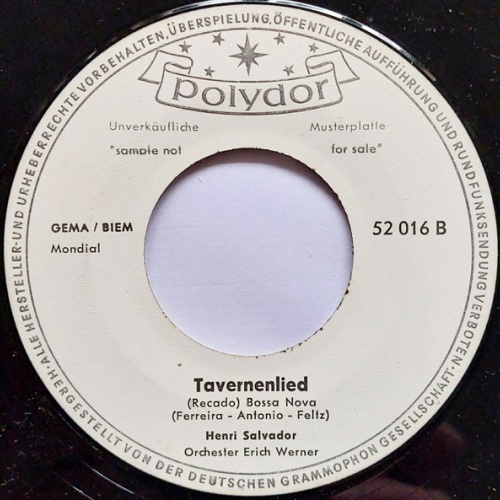 ALLE HERSTELLER- UND URHEBERRECHTE VORBEHALTEN, ÜBERSPIELUNG, ÖFFENTLICHE AUFFÜHRUNG UND RUNDFUNKSENDUNG VERBOTEN.
polydor
Unverkäufliche Musterplatte
"sample not for sale"
GEMA / BIEM 52 016 B
Mondial
Tavernenlied
(Recado) Bossa Nova
(Ferreira - Antonio - Feltz)
Henri Salvador
Orchester Erich Werner
HERGESTELLT VON DER DEUTSCHEN GRAMMOPHON GESELLSCHAFT